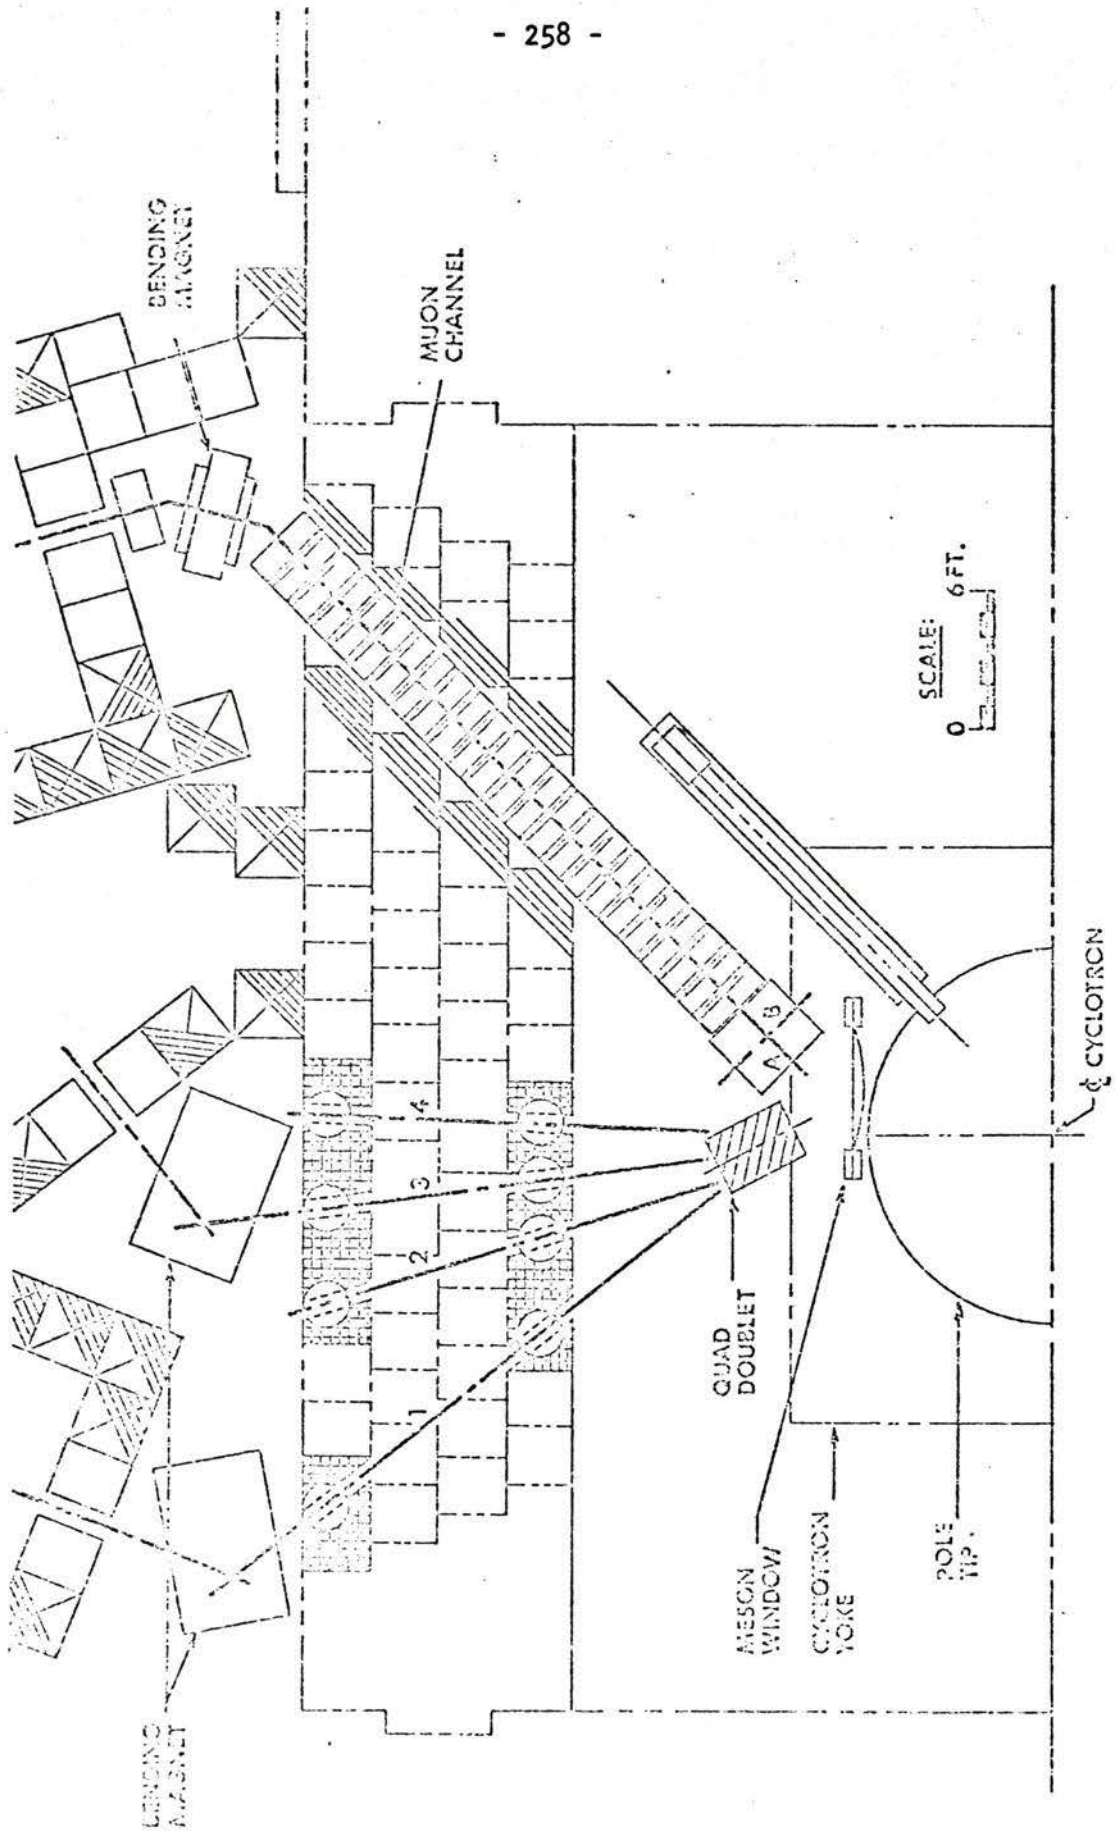 - 258 -
BENDING
MAGNET
MUON
CHANNEL
SCALE:
0 6 FT.
A B
1
2
3
4
QUAD
DOUBLET
MESON
WINDOW
CYCLOTRON
YOKE
POLE
TIP
℄ CYCLOTRON
BENDING
MAGNET